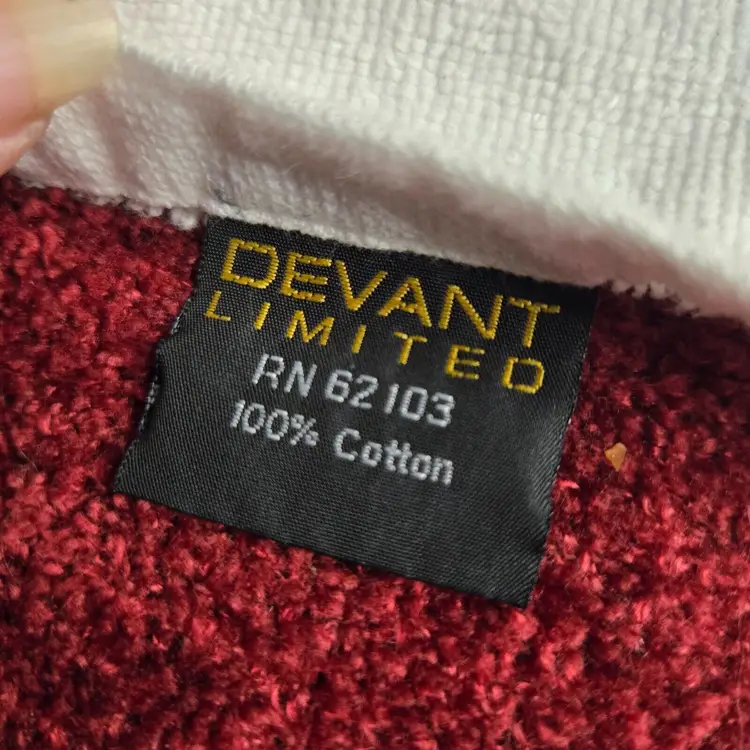 DEVANT
LIMITED
RN 62103
100% Cotton